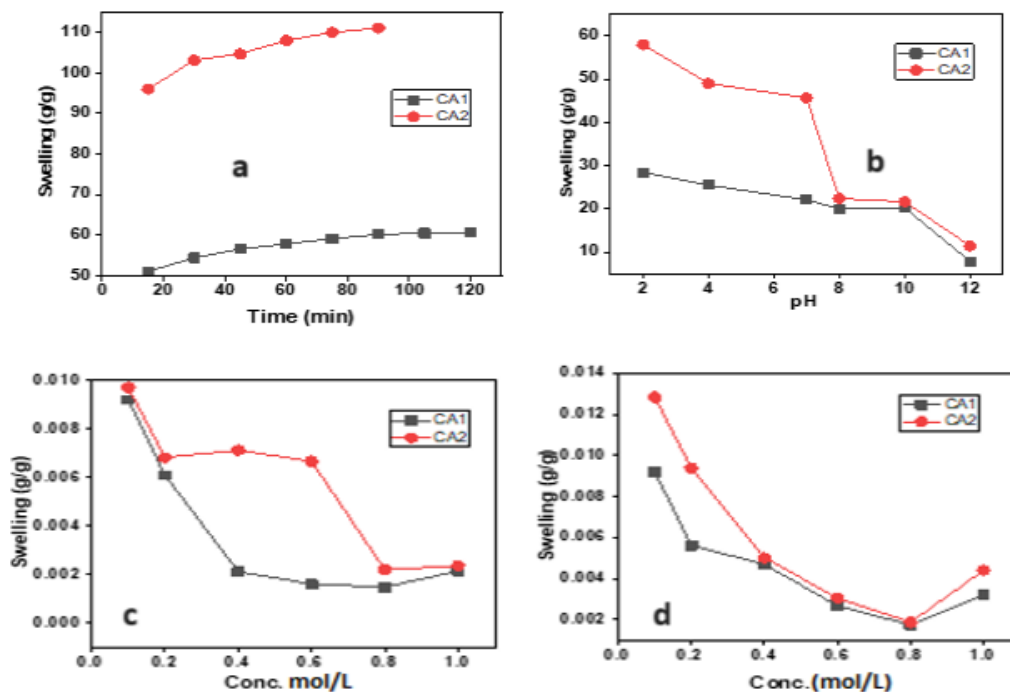 110
100
90
80
70
60
50
Swelling (g/g)
CA1
CA2
a
0
20
40
60
80
100
120
Time (min)
60
50
40
30
20
10
Swelling (g/g)
CA1
CA2
b
2
4
6
8
10
12
pH
0.010
0.008
0.006
0.004
0.002
0.000
Swelling (g/g)
CA1
CA2
c
0.0
0.2
0.4
0.6
0.8
1.0
Conc. mol/L
0.014
0.012
0.010
0.008
0.006
0.004
0.002
Swelling (g/g)
CA1
CA2
d
0.0
0.2
0.4
0.6
0.8
1.0
Conc.(mol/L)